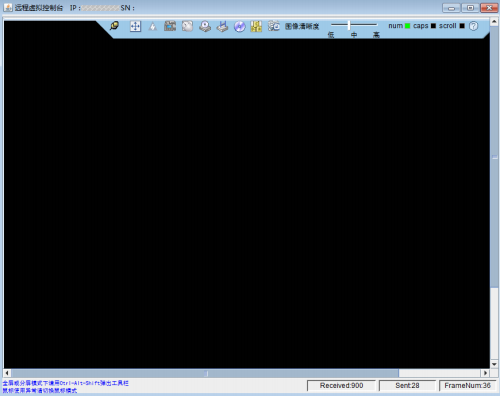 远程虚拟控制台 IP: SN:
图像清晰度 低 中 高 num caps scroll
全屏或分屏模式下请用Ctrl-Alt-Shift弹出工具栏
鼠标使用异常请切换鼠标模式
Received:900 Sent:28 FrameNum:36